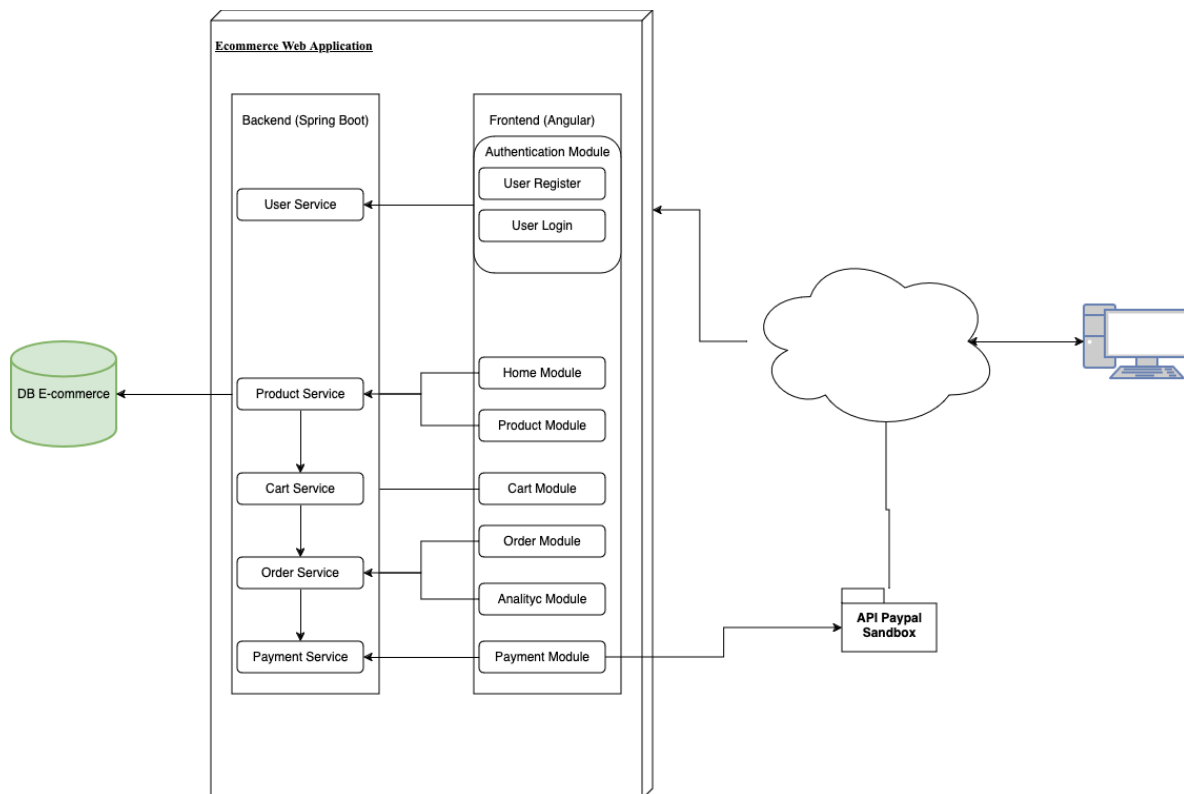 Ecommerce Web Application
Backend (Spring Boot)
Frontend (Angular)
Authentication Module
User Register
User Service
User Login
Home Module
DB E-commerce
Product Service
Product Module
Cart Service
Cart Module
Order Module
Order Service
Analityc Module
API Paypal
Sandbox
Payment Service
Payment Module